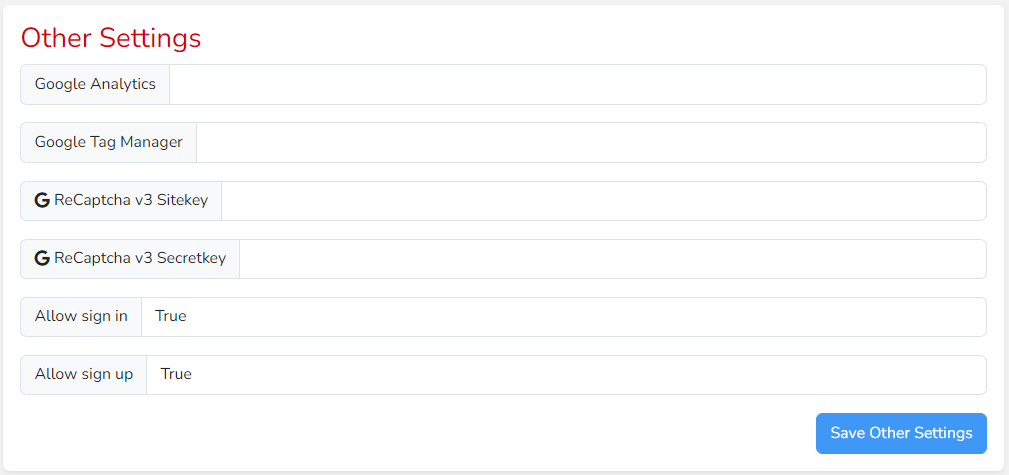 Other Settings
Google Analytics
Google Tag Manager
ReCaptcha v3 Sitekey
ReCaptcha v3 Secretkey
Allow sign in True
Allow sign up True
Save Other Settings